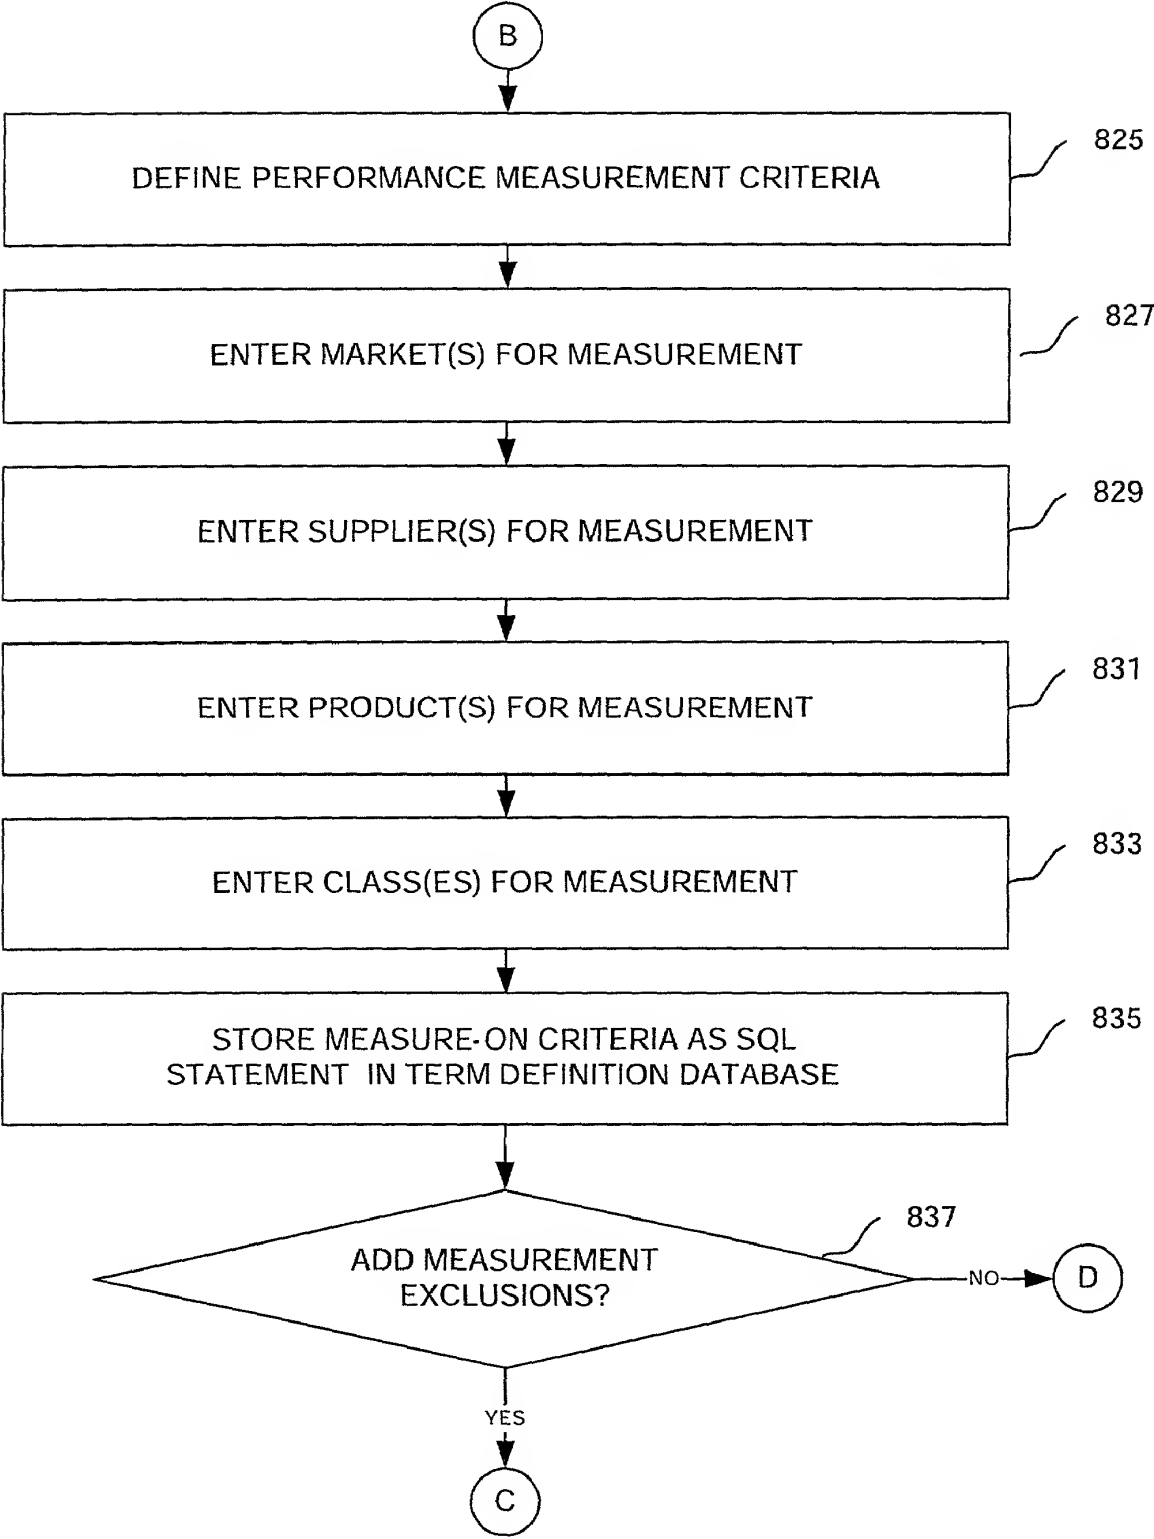 B
DEFINE PERFORMANCE MEASUREMENT CRITERIA
825
ENTER MARKET(S) FOR MEASUREMENT
827
ENTER SUPPLIER(S) FOR MEASUREMENT
829
ENTER PRODUCT(S) FOR MEASUREMENT
831
ENTER CLASS(ES) FOR MEASUREMENT
833
STORE MEASURE-ON CRITERIA AS SQL
STATEMENT IN TERM DEFINITION DATABASE
835
ADD MEASUREMENT
EXCLUSIONS?
837
NO
D
YES
C